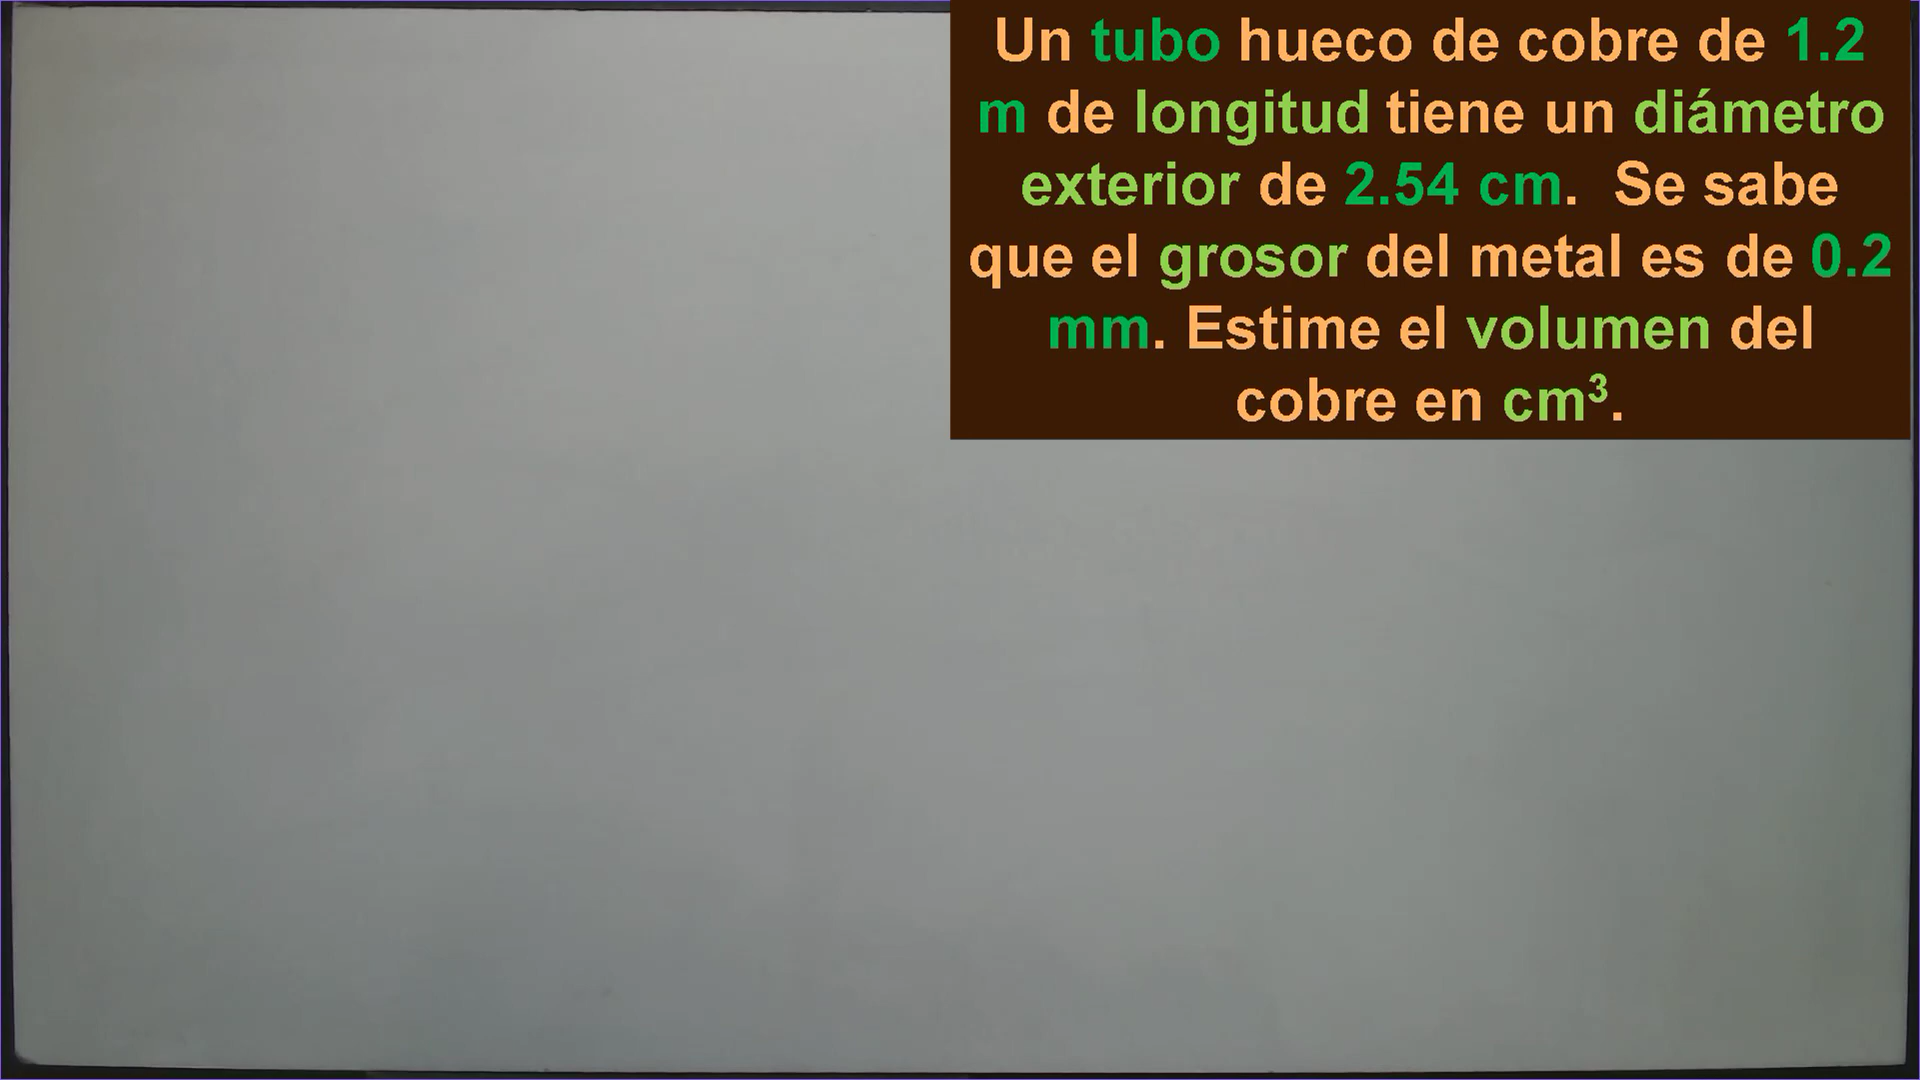 Un tubo hueco de cobre de 1.2
m de longitud tiene un diámetro
exterior de 2.54 cm.  Se sabe
que el grosor del metal es de 0.2
mm. Estime el volumen del
cobre en cm³.